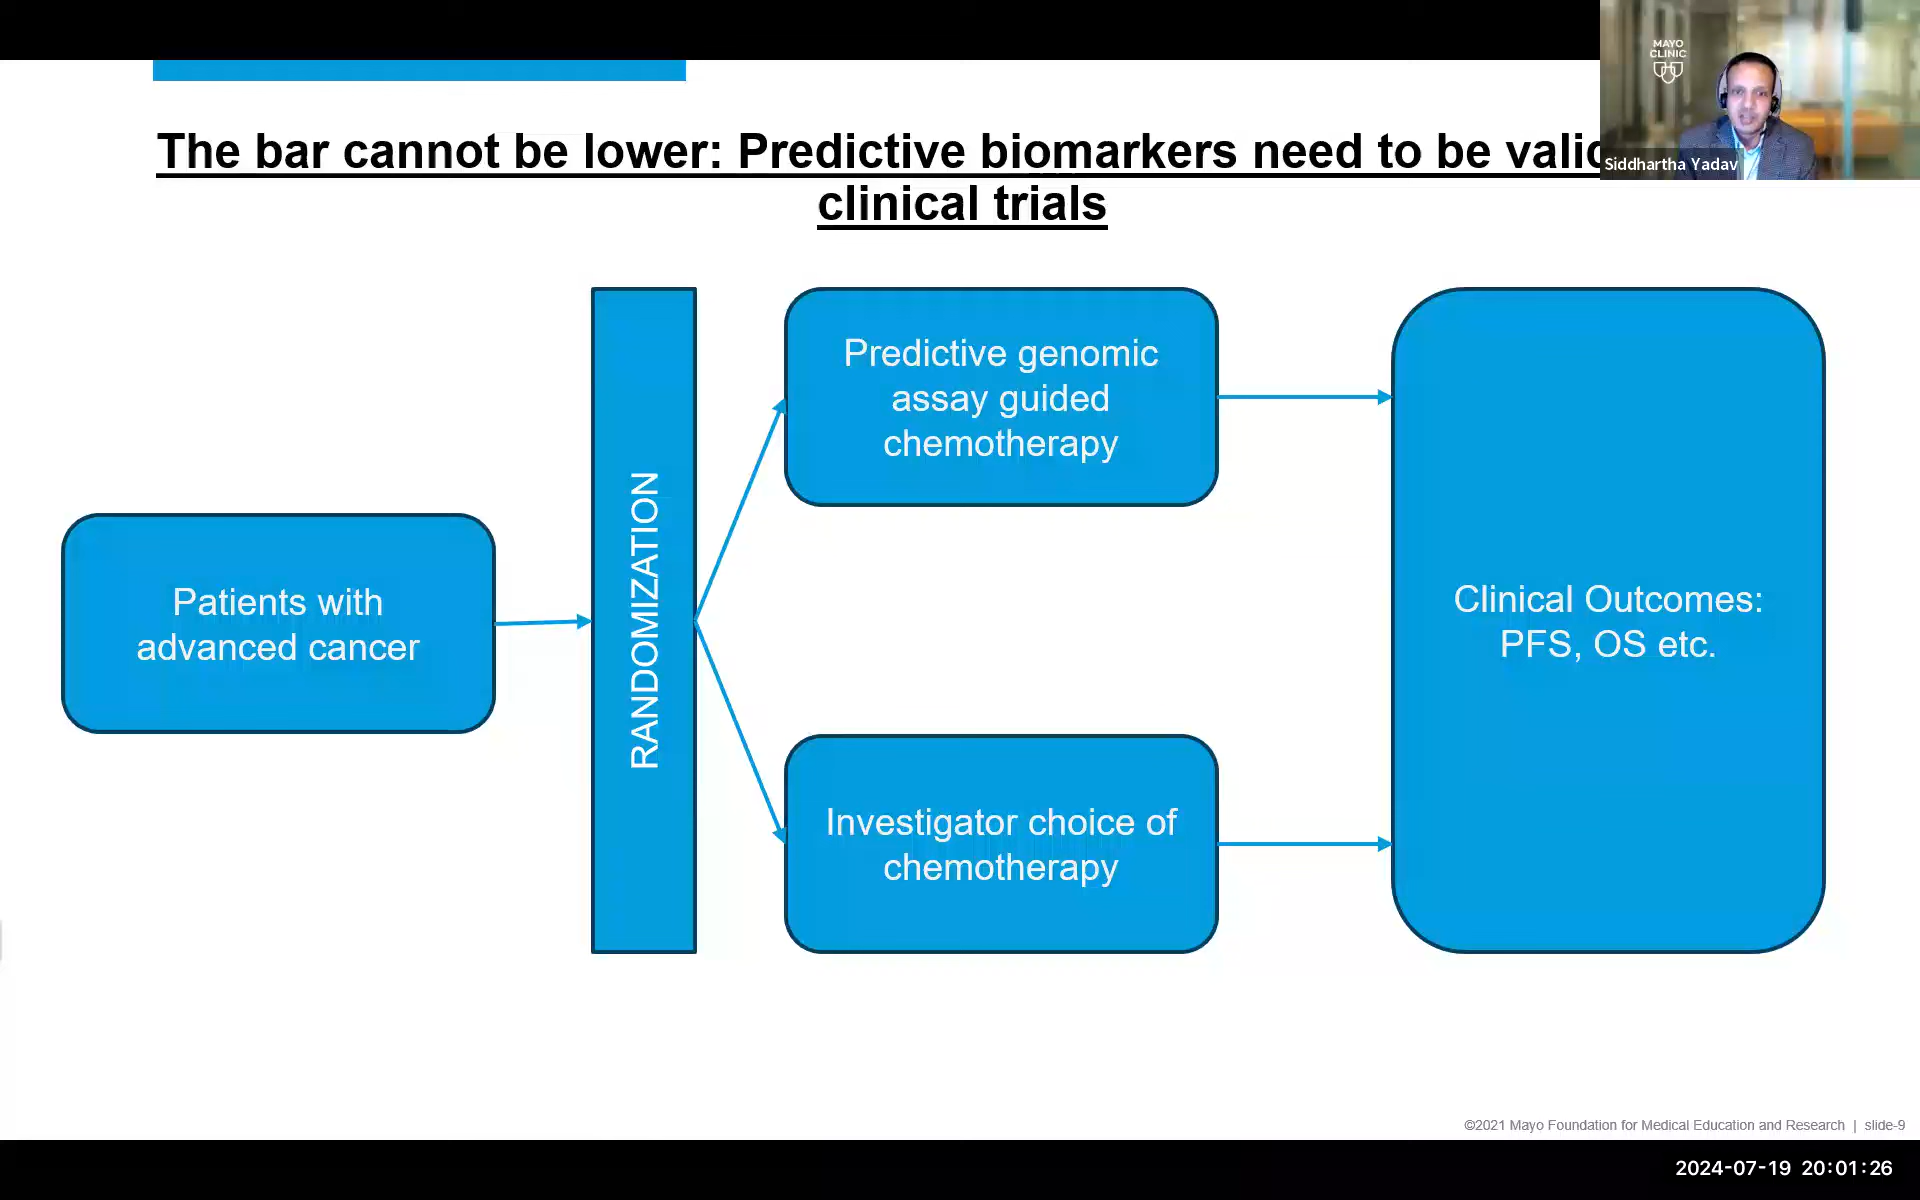 MAYO
CLINIC
Siddhartha Yadav
The bar cannot be lower: Predictive biomarkers need to be
clinical trials
Predictive genomic
assay guided
chemotherapy
RANDOMIZATION
Patients with
advanced cancer
Clinical Outcomes:
PFS, OS etc.
Investigator choice of
chemotherapy
©2021 Mayo Foundation for Medical Education and Research | slide-9
2024-07-19 20:01:26